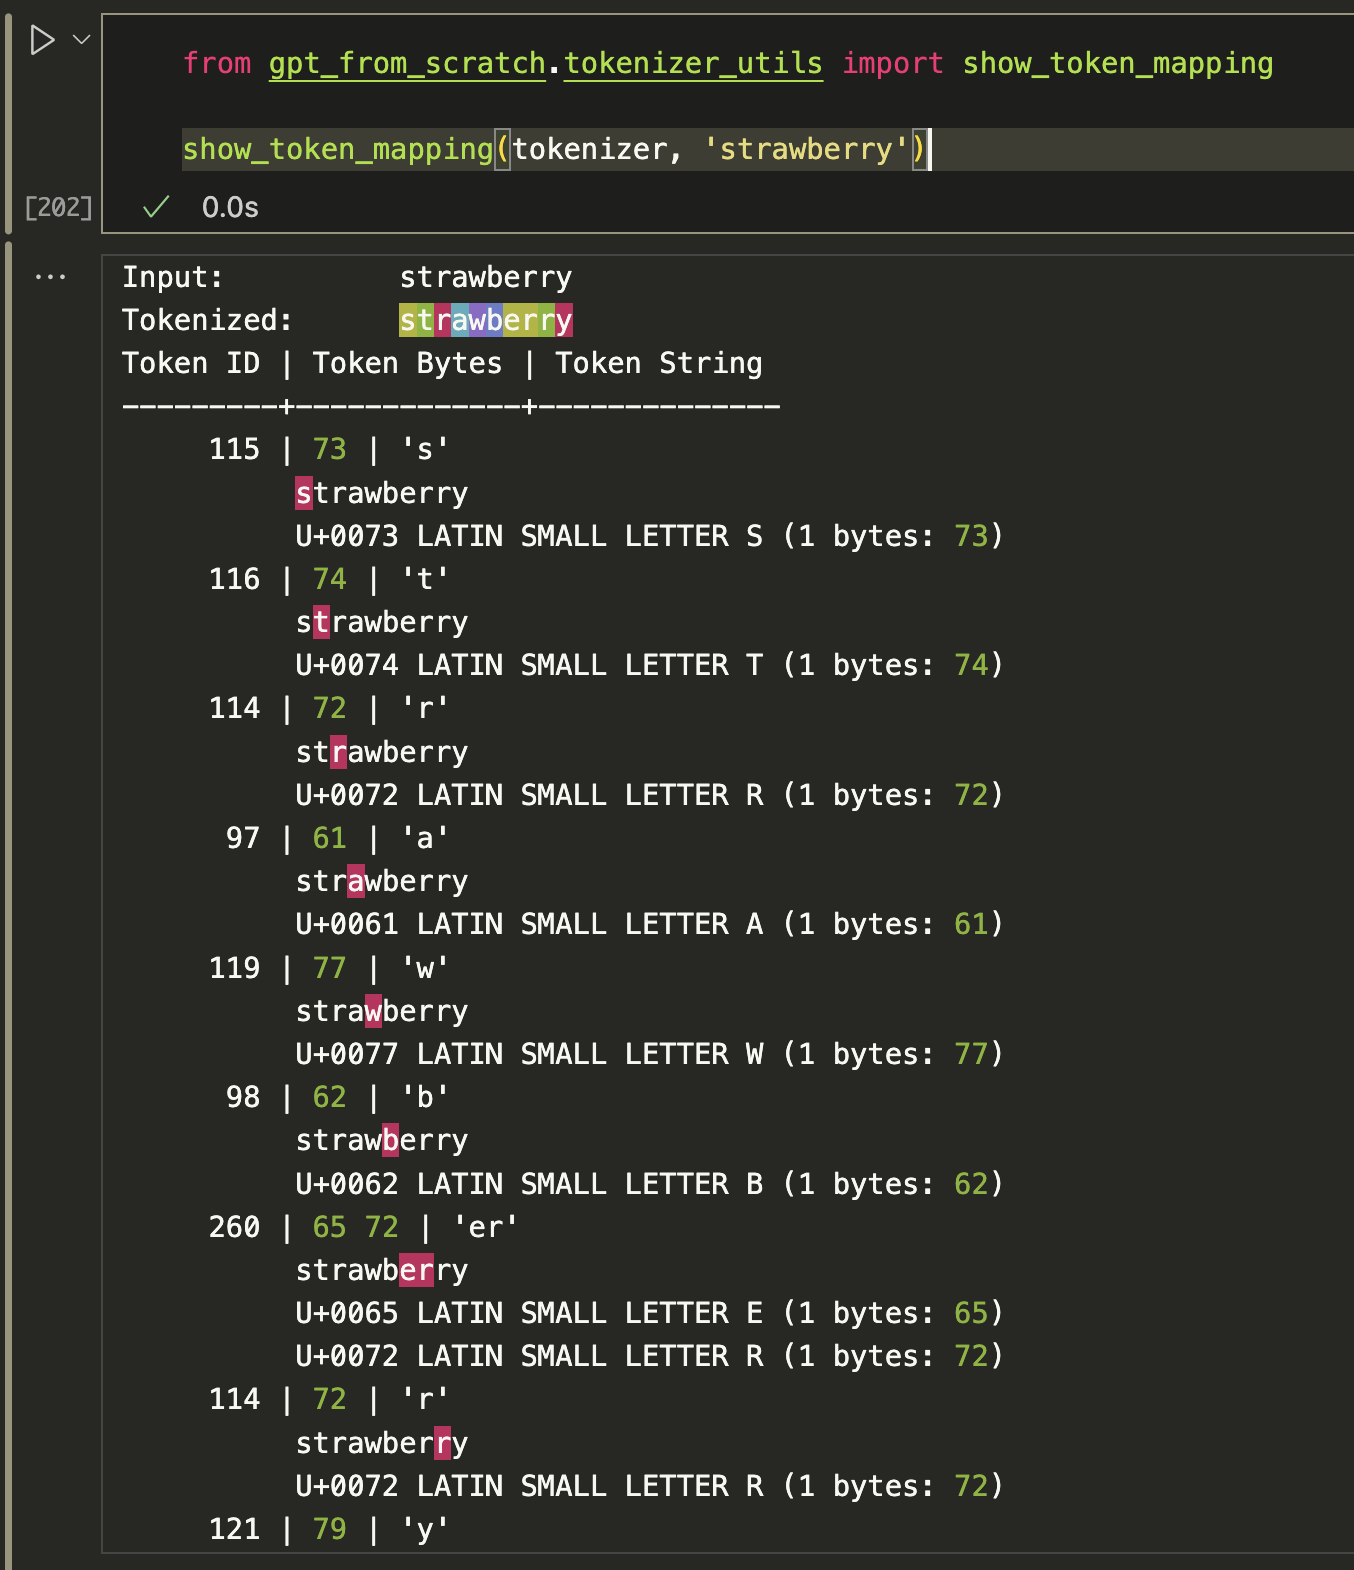 from gpt_from_scratch.tokenizer_utils import show_token_mapping
show_token_mapping(tokenizer, 'strawberry')
[202]
0.0s
...
Input: strawberry
Tokenized: strawberry
Token ID | Token Bytes | Token String
---------+-------------+--------------
115 | 73 | 's'
strawberry
U+0073 LATIN SMALL LETTER S (1 bytes: 73)
116 | 74 | 't'
strawberry
U+0074 LATIN SMALL LETTER T (1 bytes: 74)
114 | 72 | 'r'
strawberry
U+0072 LATIN SMALL LETTER R (1 bytes: 72)
97 | 61 | 'a'
strawberry
U+0061 LATIN SMALL LETTER A (1 bytes: 61)
119 | 77 | 'w'
strawberry
U+0077 LATIN SMALL LETTER W (1 bytes: 77)
98 | 62 | 'b'
strawberry
U+0062 LATIN SMALL LETTER B (1 bytes: 62)
260 | 65 72 | 'er'
strawberry
U+0065 LATIN SMALL LETTER E (1 bytes: 65)
U+0072 LATIN SMALL LETTER R (1 bytes: 72)
114 | 72 | 'r'
strawberry
U+0072 LATIN SMALL LETTER R (1 bytes: 72)
121 | 79 | 'y'